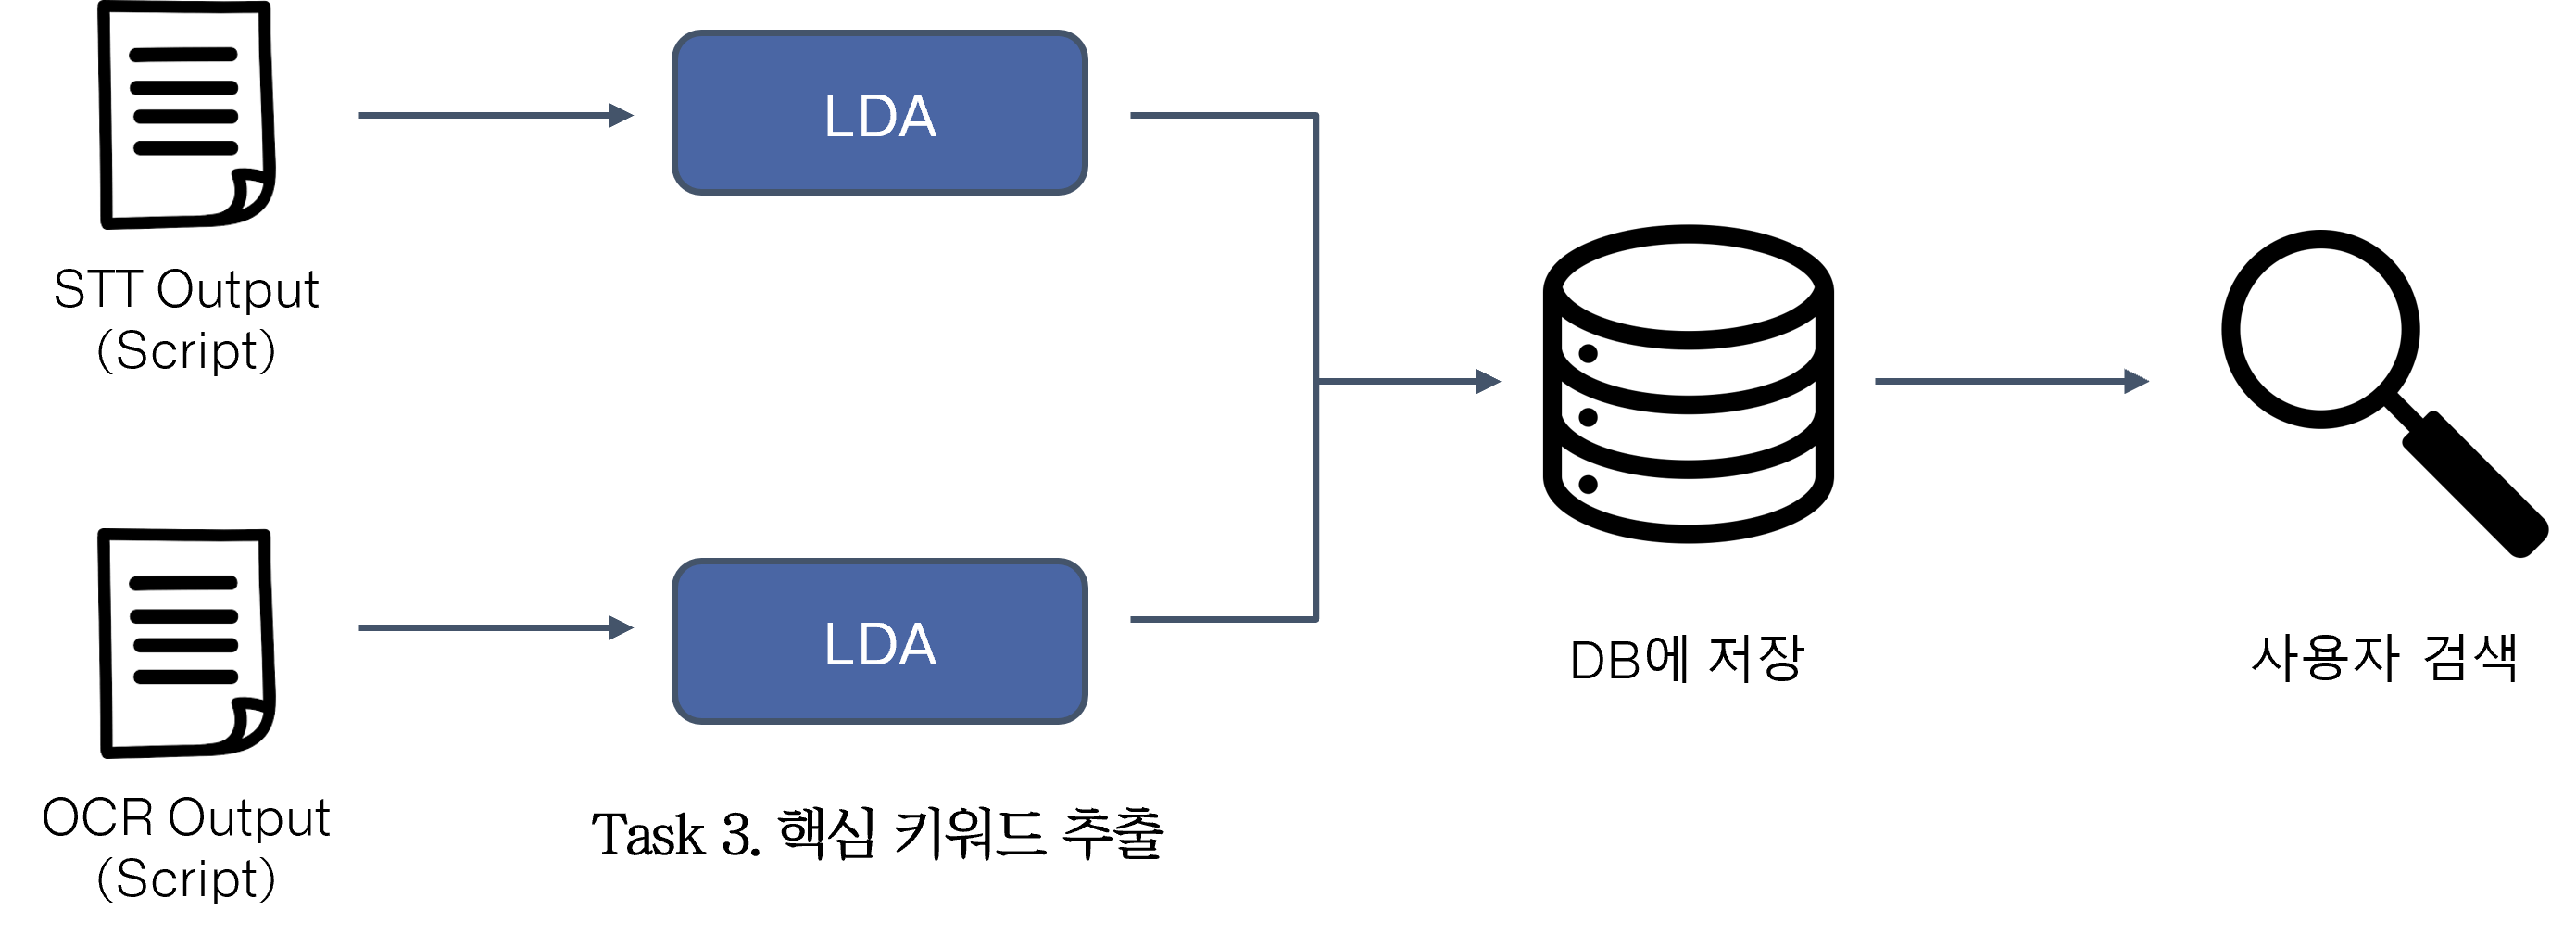 LDA
STT Output
(Script)
LDA
DB에 저장
사용자 검색
OCR Output
(Script)
Task 3. 핵심 키워드 추출